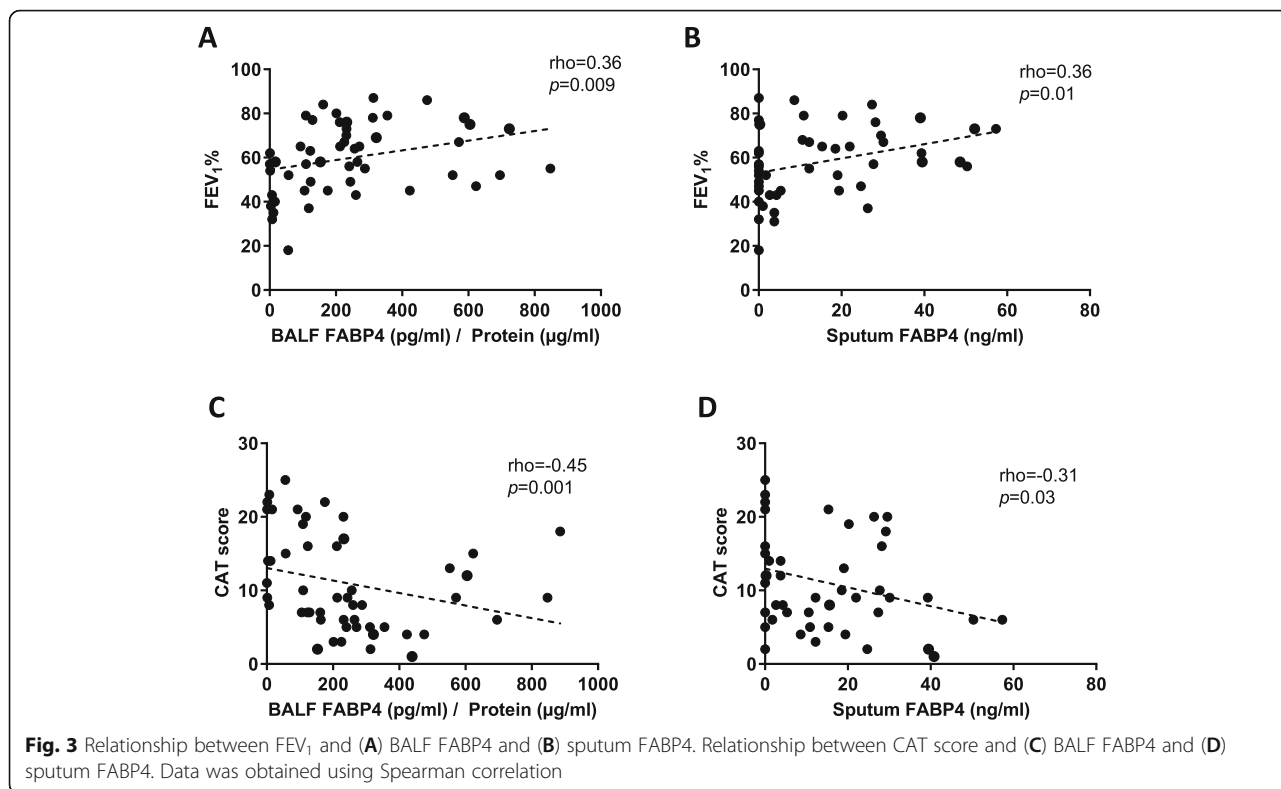 A
rho=0.36
p=0.009
100
80
60
40
20
0
FEV1%
0 200 400 600 800 1000
BALF FABP4 (pg/ml) / Protein (µg/ml)
B
rho=0.36
p=0.01
100
80
60
40
20
0
FEV1%
0 20 40 60 80
Sputum FABP4 (ng/ml)
C
rho=-0.45
p=0.001
30
20
10
0
CAT score
0 200 400 600 800 1000
BALF FABP4 (pg/ml) / Protein (µg/ml)
D
rho=-0.31
p=0.03
30
20
10
0
CAT score
0 20 40 60 80
Sputum FABP4 (ng/ml)
Fig. 3 Relationship between FEV1 and (A) BALF FABP4 and (B) sputum FABP4. Relationship between CAT score and (C) BALF FABP4 and (D)
sputum FABP4. Data was obtained using Spearman correlation